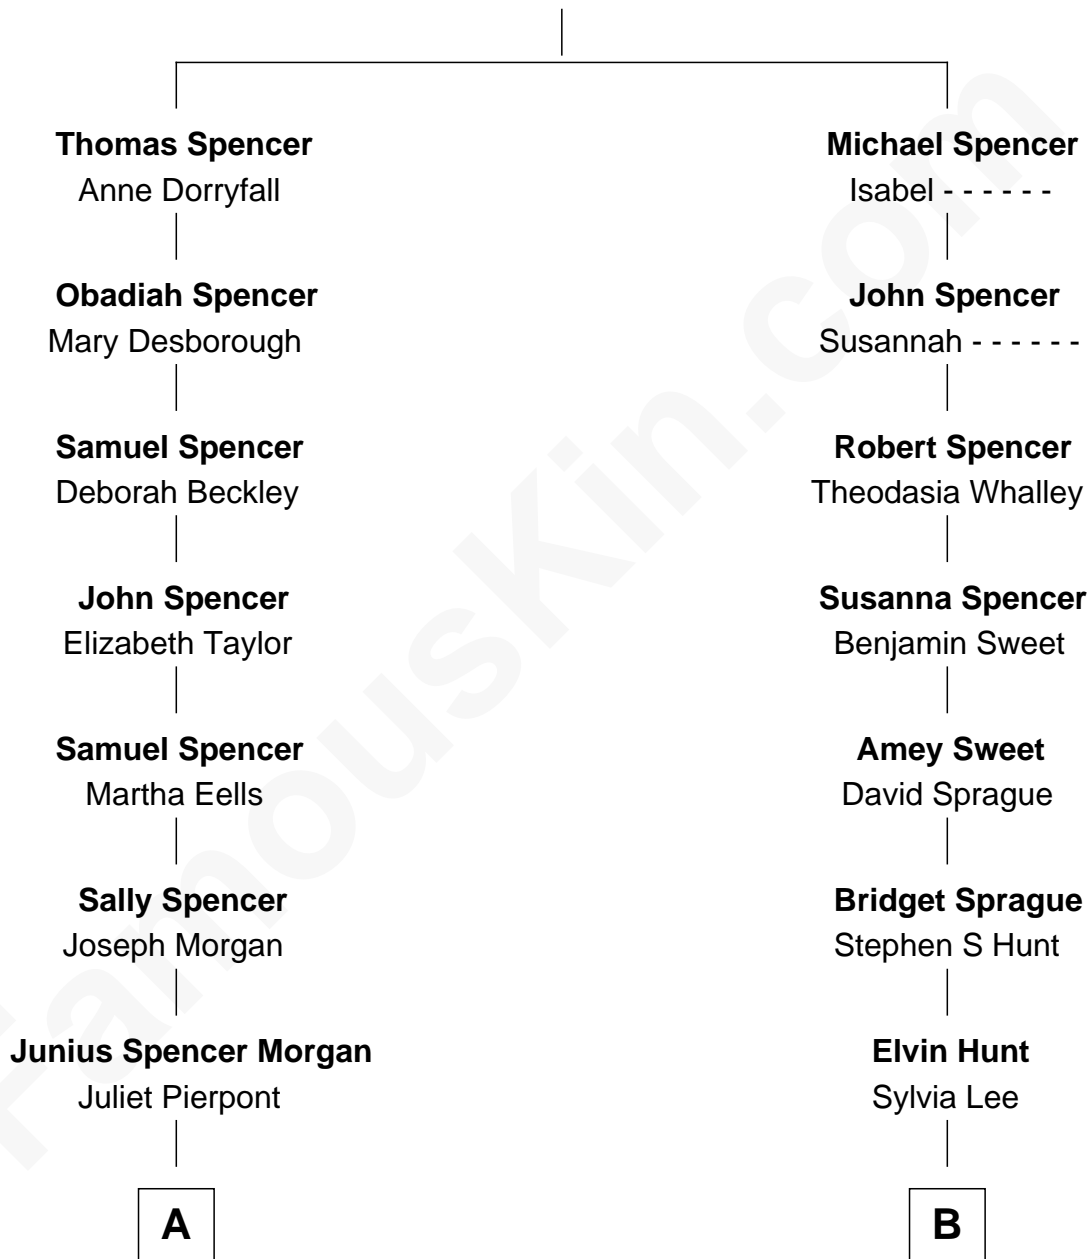 Thomas Spencer
Anne Dorryfall
Obadiah Spencer
Mary Desborough
Samuel Spencer
Deborah Beckley
John Spencer
Elizabeth Taylor
Samuel Spencer
Martha Eells
Sally Spencer
Joseph Morgan
Junius Spencer Morgan
Juliet Pierpont
A
Michael Spencer
Isabel - - - - - -
John Spencer
Susannah - - - - - -
Robert Spencer
Theodasia Whalley
Susanna Spencer
Benjamin Sweet
Amey Sweet
David Sprague
Bridget Sprague
Stephen S Hunt
Elvin Hunt
Sylvia Lee
B
FamousKin.com